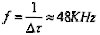 f = 1/Δτ ≈ 48KHz